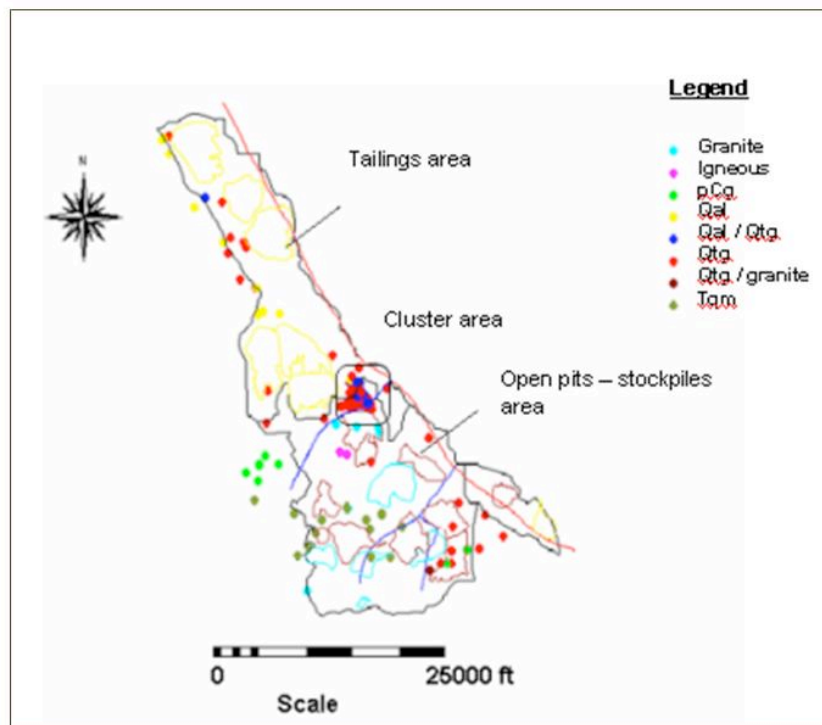 Legend
Granite
Igneous
pCg
Qal
Qal / Qtg
Qtg
Qtg / granite
Tgm
N
Tailings area
Cluster area
Open pits – stockpiles
area
0 25000 ft
Scale